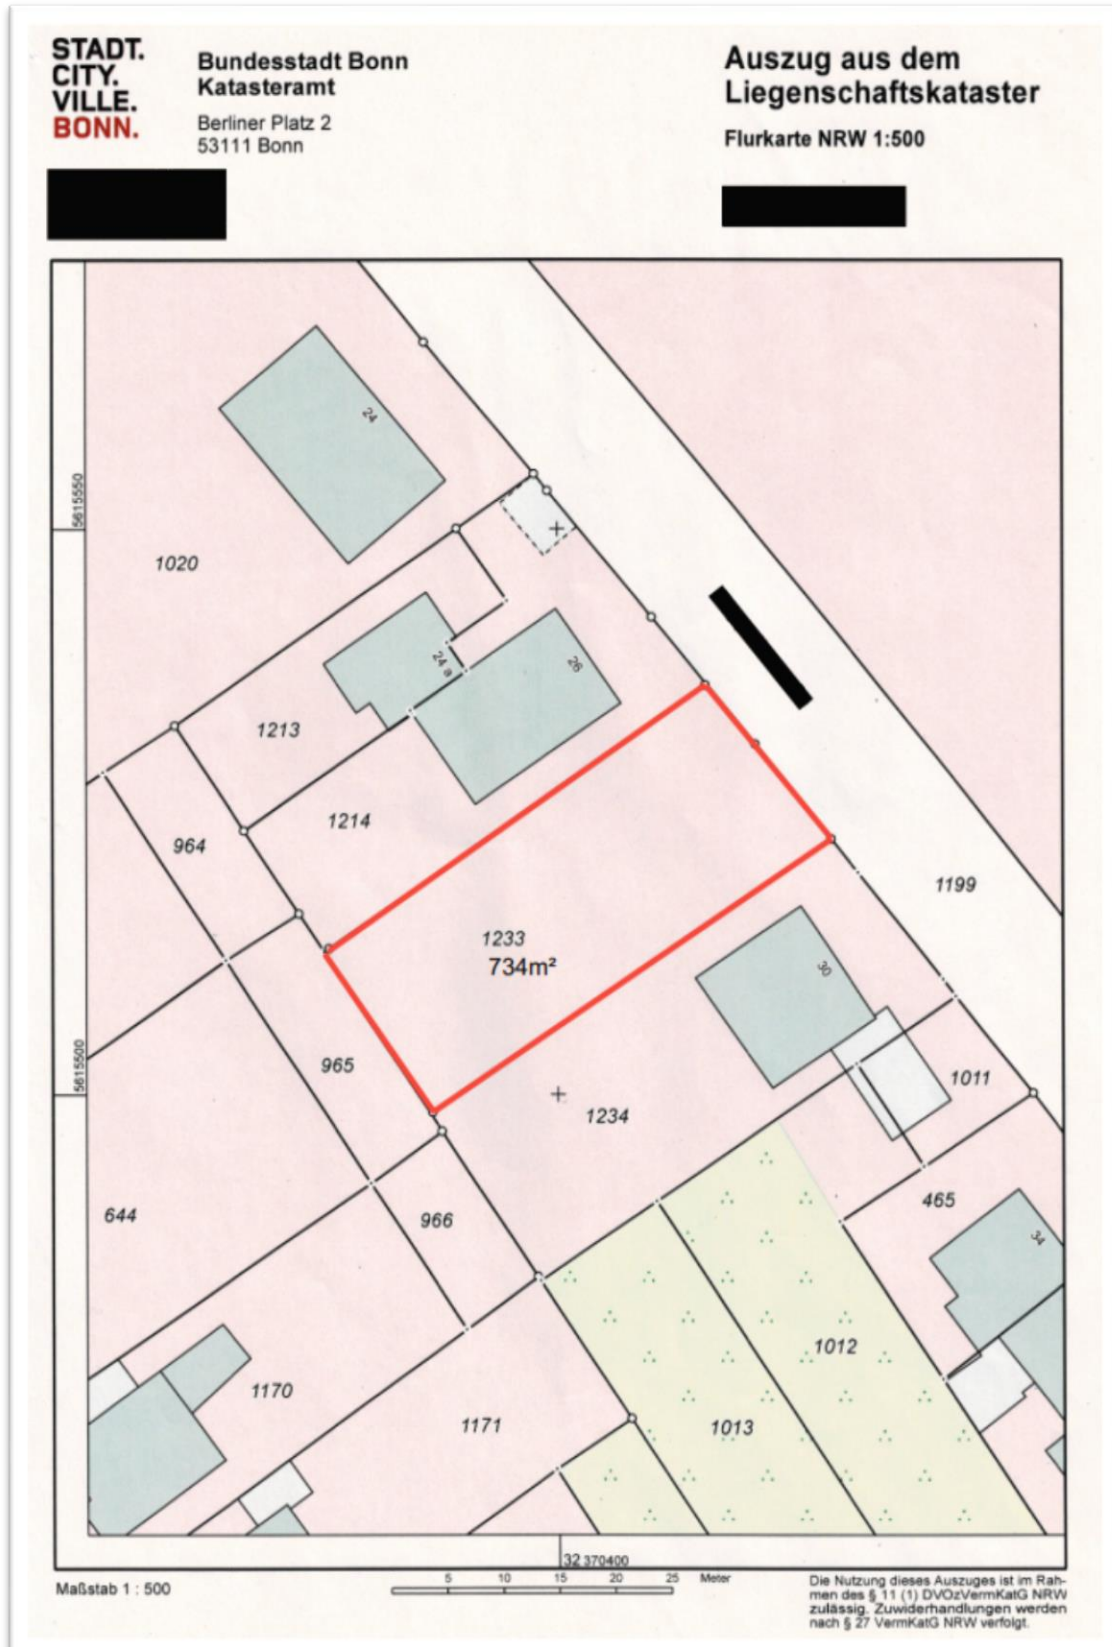 STADT.
CITY.
VILLE.
BONN.
Bundesstadt Bonn
Katasteramt
Berliner Platz 2
53111 Bonn
Auszug aus dem
Liegenschaftskataster
Flurkarte NRW 1:500
24
5615550
1020
24 a
26
1213
1214
964
1199
1233
734m²
30
965
5615500
1011
1234
465
644
966
34
1012
1170
1171
1013
32 370400
Maßstab 1 : 500
5 10 15 20 25 Meter
Die Nutzung dieses Auszuges ist im Rah-
men des § 11 (1) DVOzVermKatG NRW
zulässig. Zuwiderhandlungen werden
nach § 27 VermKatG NRW verfolgt.